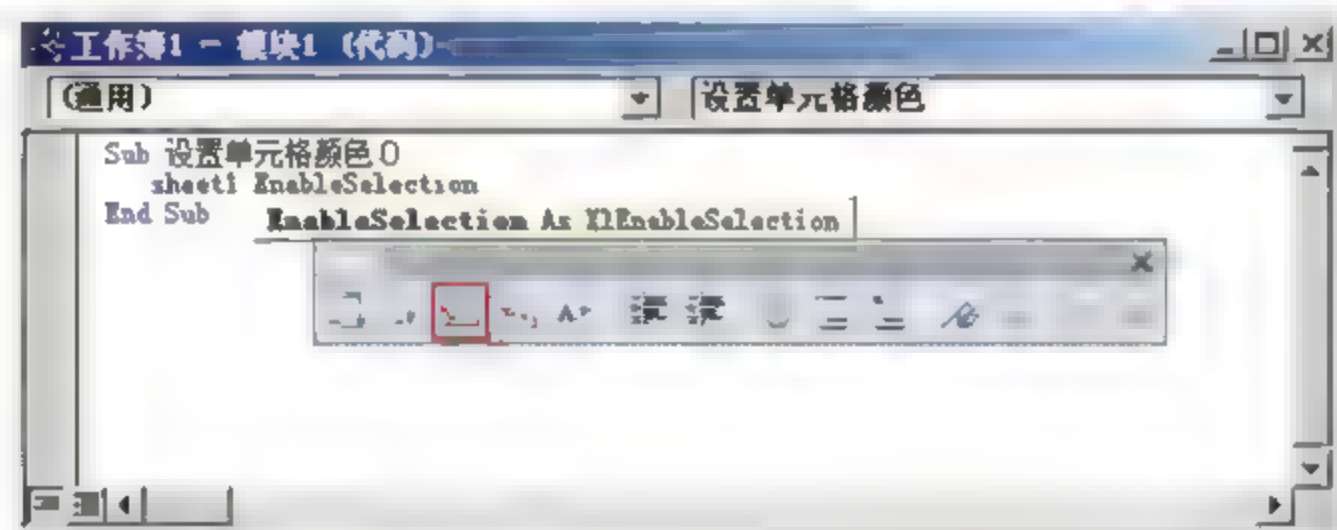 工作簿1 - 模块1 (代码)
(通用)
设置单元格颜色
Sub 设置单元格颜色()
sheet1 EnableSelection
End Sub
EnableSelection As XlEnableSelection